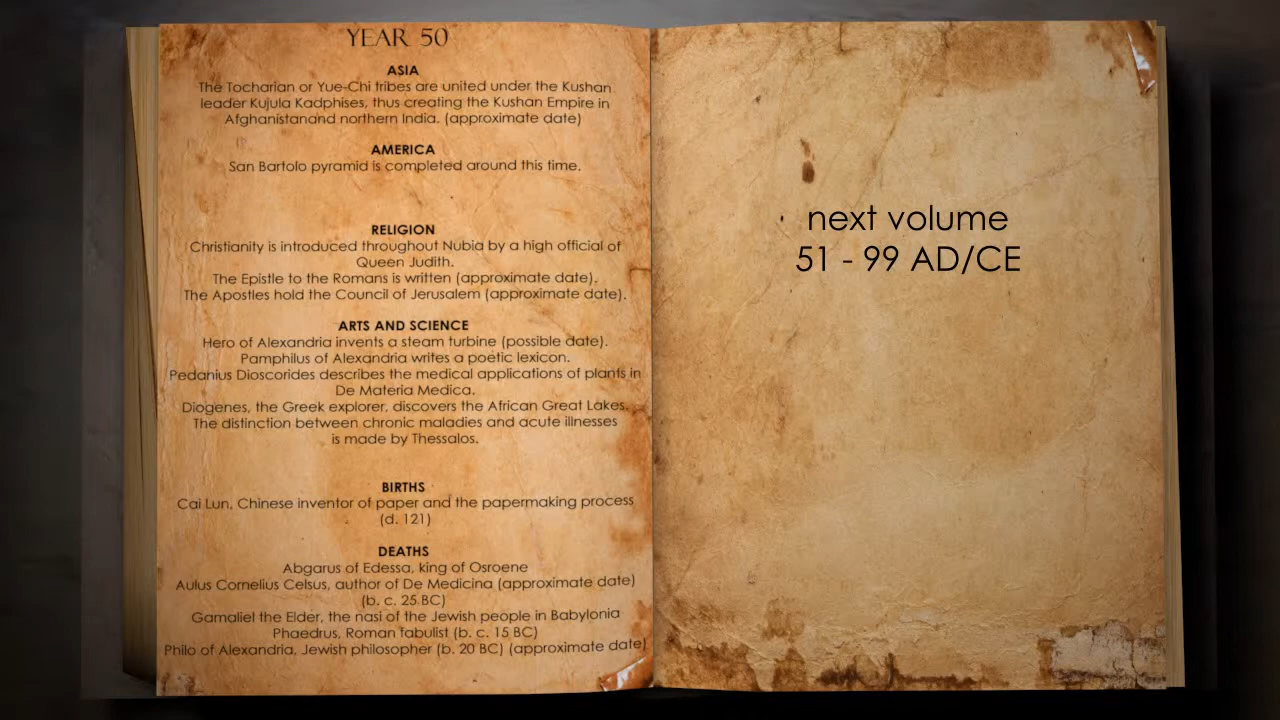 YEAR 50
ASIA
The Tocharian or Yue-Chi tribes are united under the Kushan
leader Kujula Kadphises, thus creating the Kushan Empire in
Afghanistanand northern India. (approximate date)
AMERICA
San Bartolo pyramid is completed around this time.
RELIGION
Christianity is introduced throughout Nubia by a high official of
Queen Judith.
The Epistle to the Romans is written (approximate date).
The Apostles hold the Council of Jerusalem (approximate date).
ARTS AND SCIENCE
Hero of Alexandria invents a steam turbine (possible date).
Pamphilus of Alexandria writes a poetic lexicon.
Pedanius Dioscorides describes the medical applications of plants in
De Materia Medica.
Diogenes, the Greek explorer, discovers the African Great Lakes.
The distinction between chronic maladies and acute illnesses
is made by Thessalos.
BIRTHS
Cai Lun, Chinese inventor of paper and the papermaking process
(d. 121)
DEATHS
Abgarus of Edessa, king of Osroene
Aulus Cornelius Celsus, author of De Medicina (approximate date)
(b. c. 25 BC)
Gamaliel the Elder, the nasi of the Jewish people in Babylonia
Phaedrus, Roman fabulist (b. c. 15 BC)
Philo of Alexandria, Jewish philosopher (b. 20 BC) (approximate date)
next volume
51 - 99 AD/CE